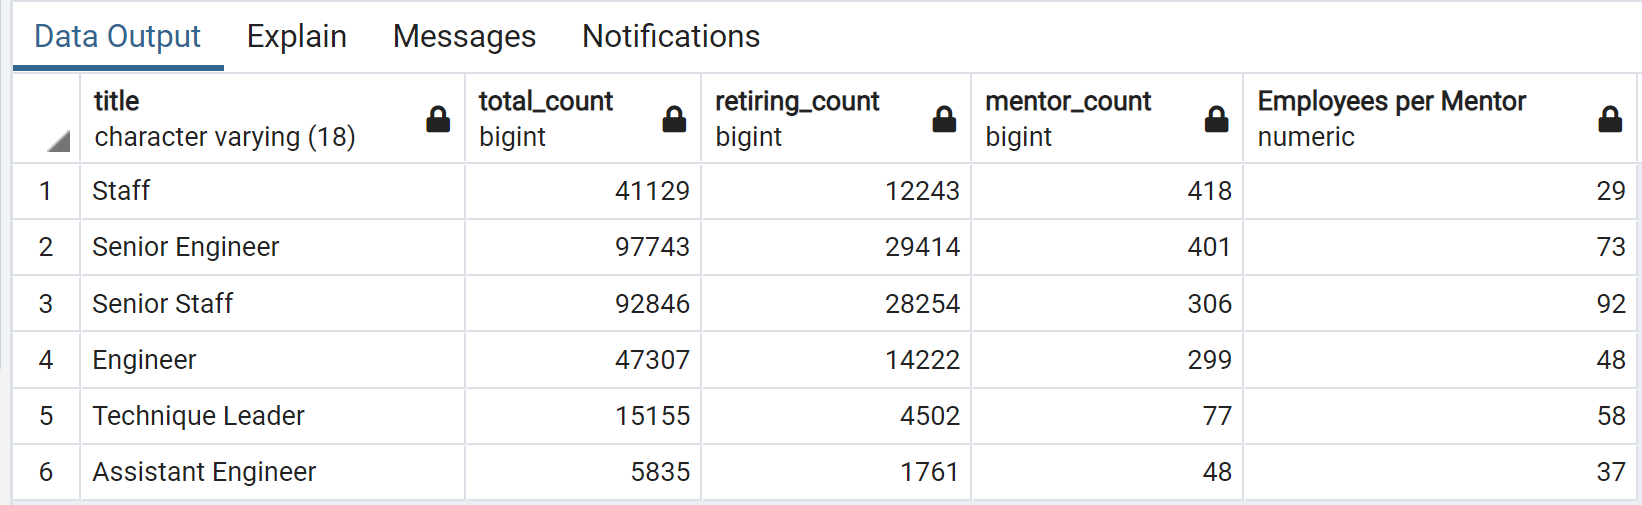 Data Output Explain Messages Notifications
title total_count retiring_count mentor_count Employees per Mentor
character varying (18) bigint bigint bigint numeric
1 Staff 41129 12243 418 29
2 Senior Engineer 97743 29414 401 73
3 Senior Staff 92846 28254 306 92
4 Engineer 47307 14222 299 48
5 Technique Leader 15155 4502 77 58
6 Assistant Engineer 5835 1761 48 37